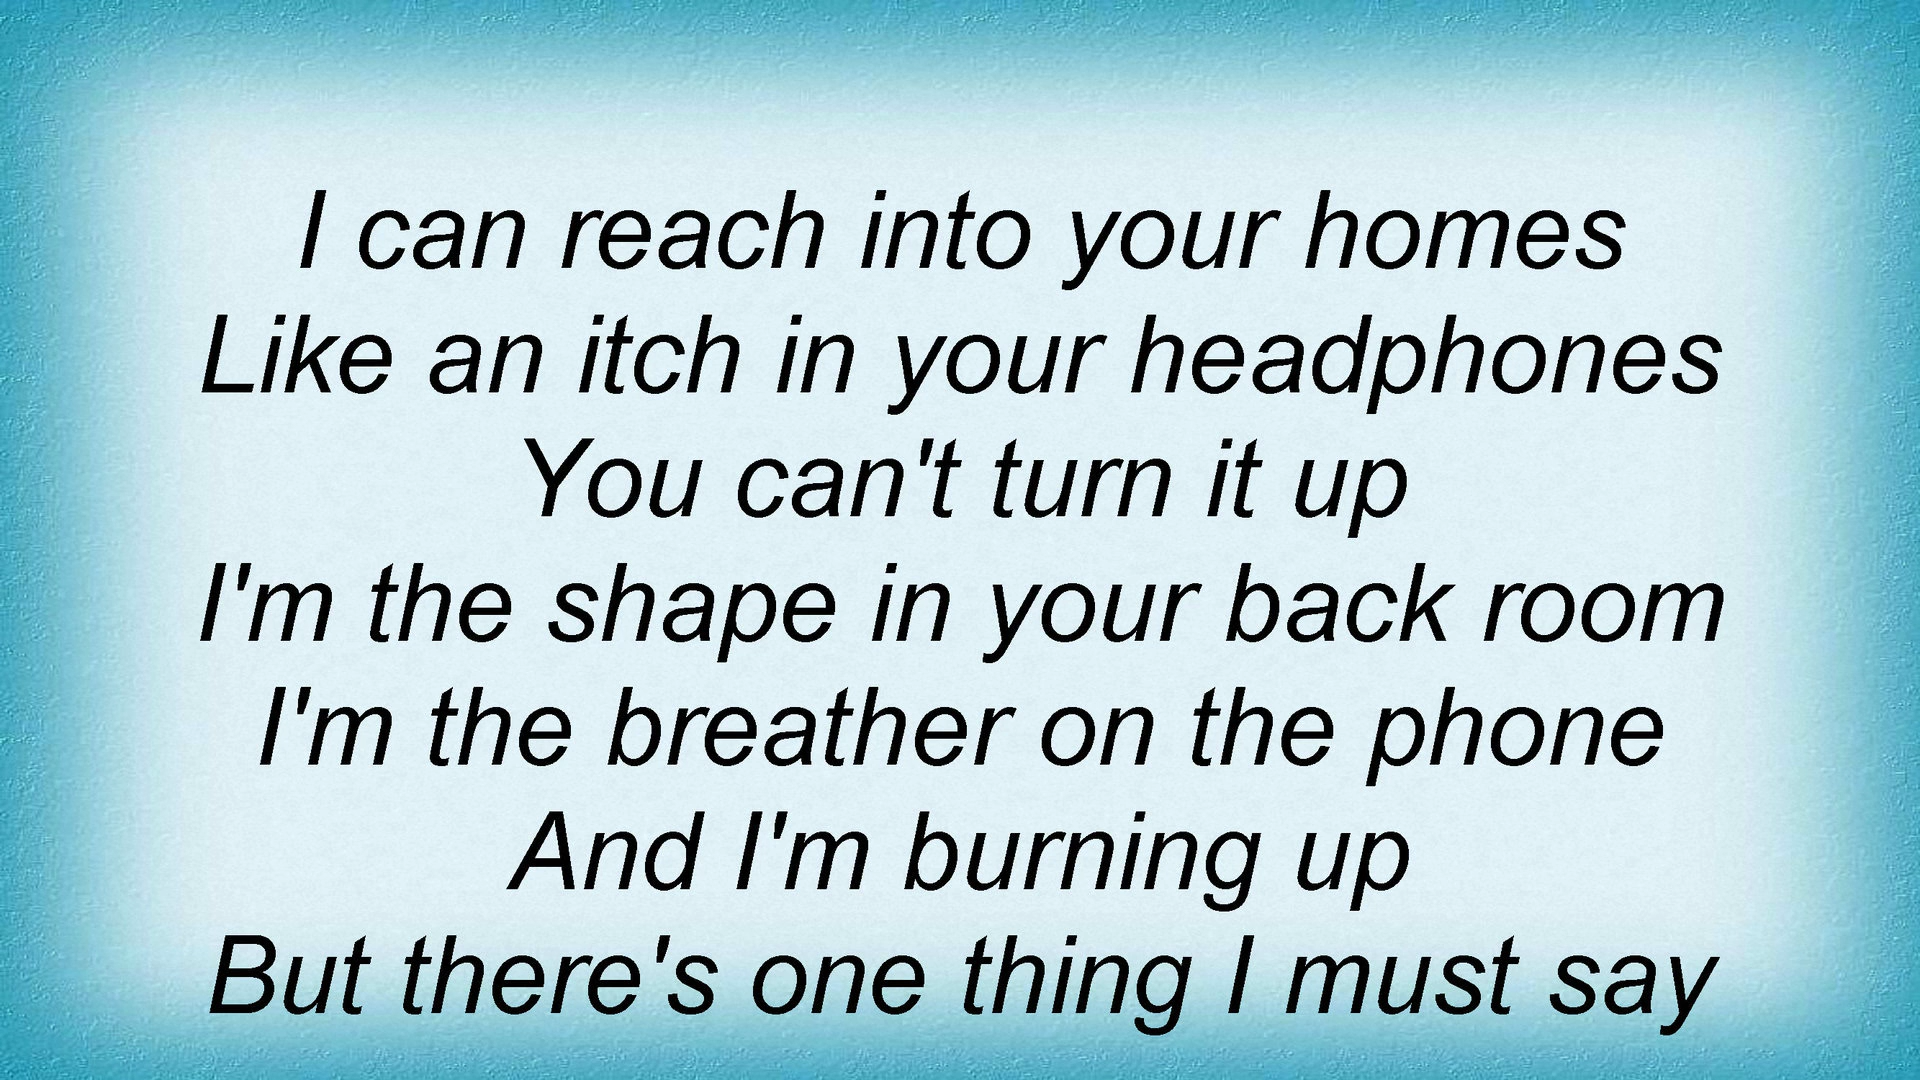 I can reach into your homes
Like an itch in your headphones
You can't turn it up
I'm the shape in your back room
I'm the breather on the phone
And I'm burning up
But there's one thing I must say